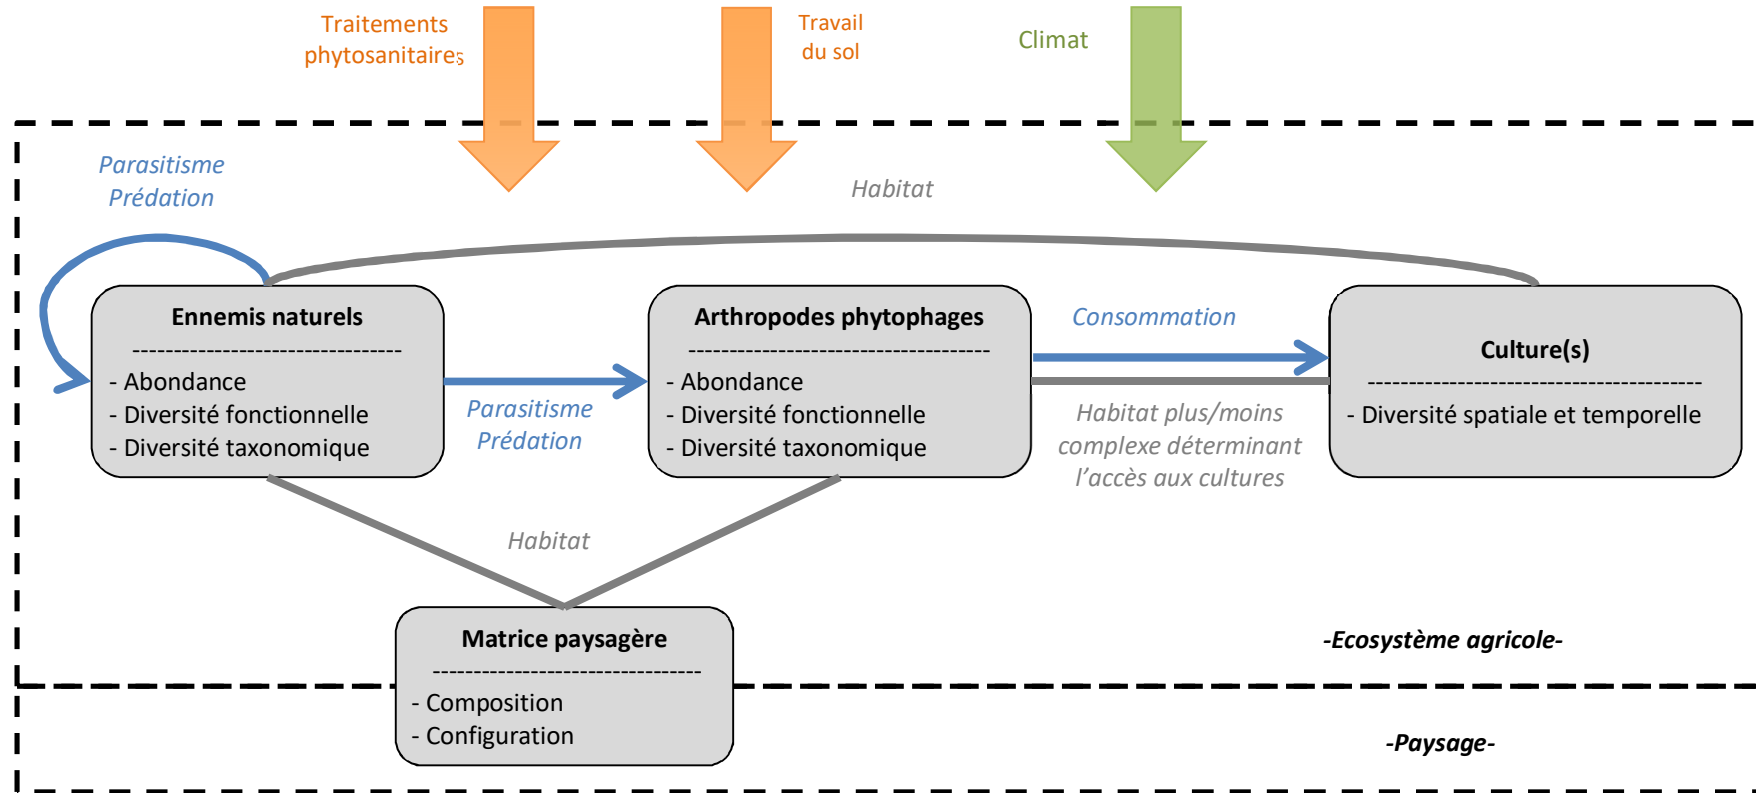 Traitements
phytosanitaires
Travail
du sol
Climat
Parasitisme
Prédation
Habitat
Ennemis naturels
---------------------------------
- Abondance
- Diversité fonctionnelle
- Diversité taxonomique
Parasitisme
Prédation
Arthropodes phytophages
-------------------------------------
- Abondance
- Diversité fonctionnelle
- Diversité taxonomique
Consommation
Habitat plus/moins
complexe déterminant
l’accès aux cultures
Culture(s)
-----------------------------------------
- Diversité spatiale et temporelle
Habitat
Matrice paysagère
---------------------------------
- Composition
- Configuration
-Ecosystème agricole-
-Paysage-